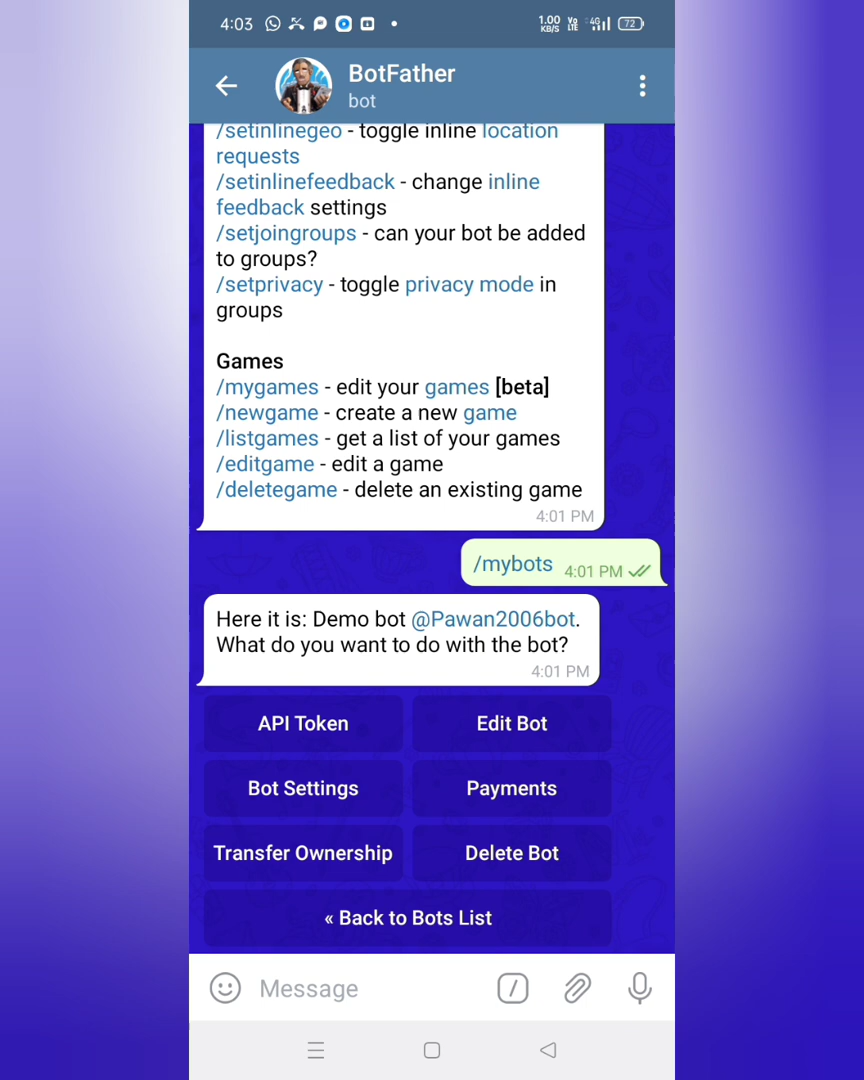 4:03
1.00 KB/S Vo LTE 4G 72
BotFather
bot
/setinlinegeo - toggle inline location
requests
/setinlinefeedback - change inline
feedback settings
/setjoingroups - can your bot be added
to groups?
/setprivacy - toggle privacy mode in
groups
Games
/mygames - edit your games [beta]
/newgame - create a new game
/listgames - get a list of your games
/editgame - edit a game
/deletegame - delete an existing game
4:01 PM
/mybots 4:01 PM
Here it is: Demo bot @Pawan2006bot.
What do you want to do with the bot?
4:01 PM
API Token Edit Bot
Bot Settings Payments
Transfer Ownership Delete Bot
« Back to Bots List
Message